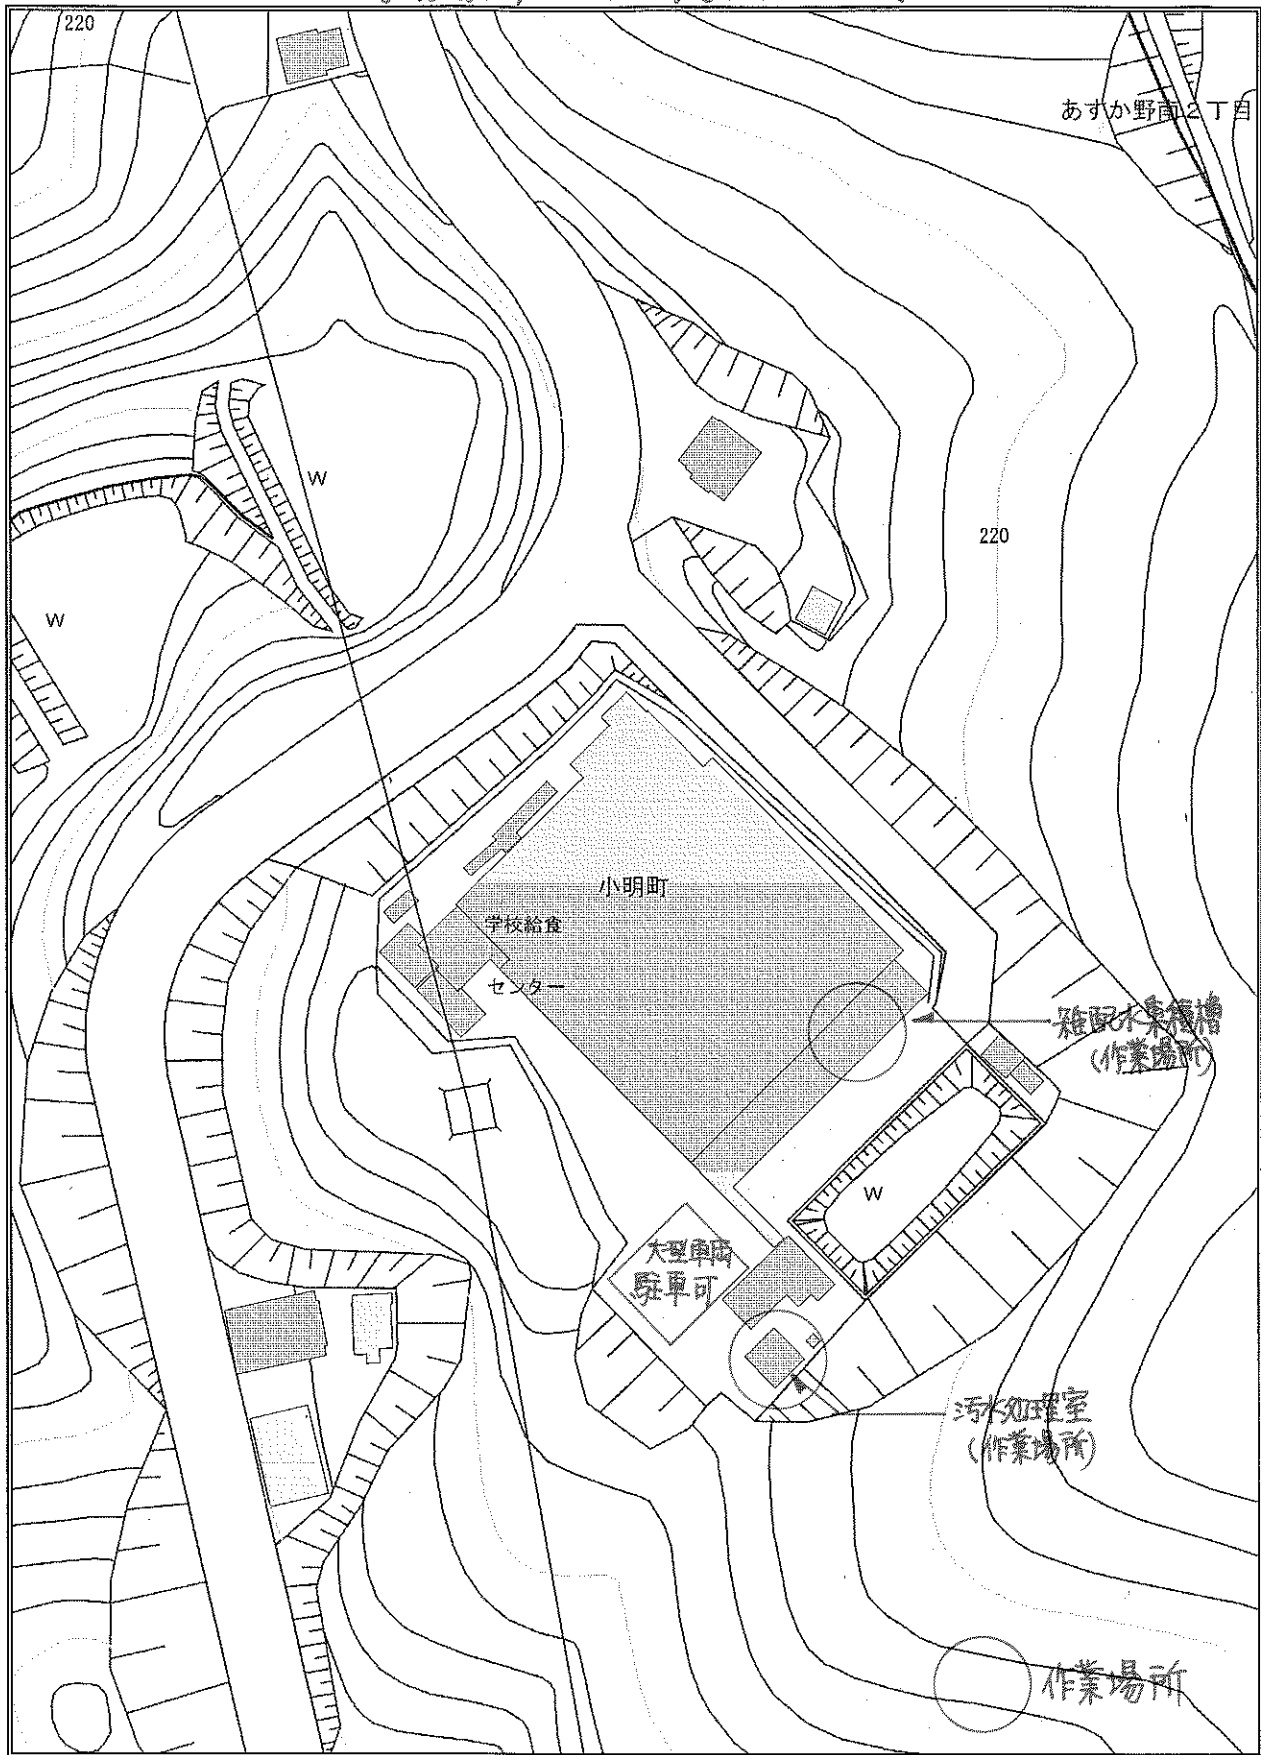 220
あすか野南2丁目
W
220
W
小明町
学校給食
センター
雑配水集積槽
(作業場所)
W
大型車両
駐車可
汚水処理室
(作業場所)
作業場所